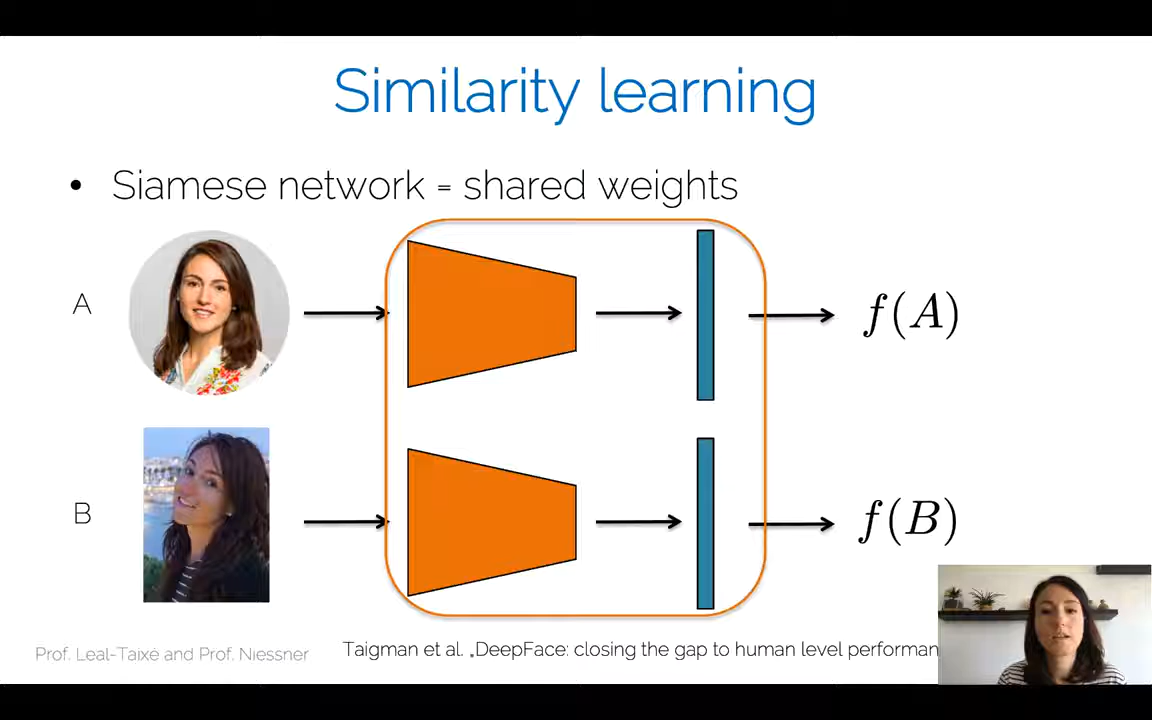 Similarity learning
• Siamese network = shared weights
A
f(A)
B
f(B)
Prof. Leal-Taixé and Prof. Niessner
Taigman et al. „DeepFace: closing the gap to human level performan